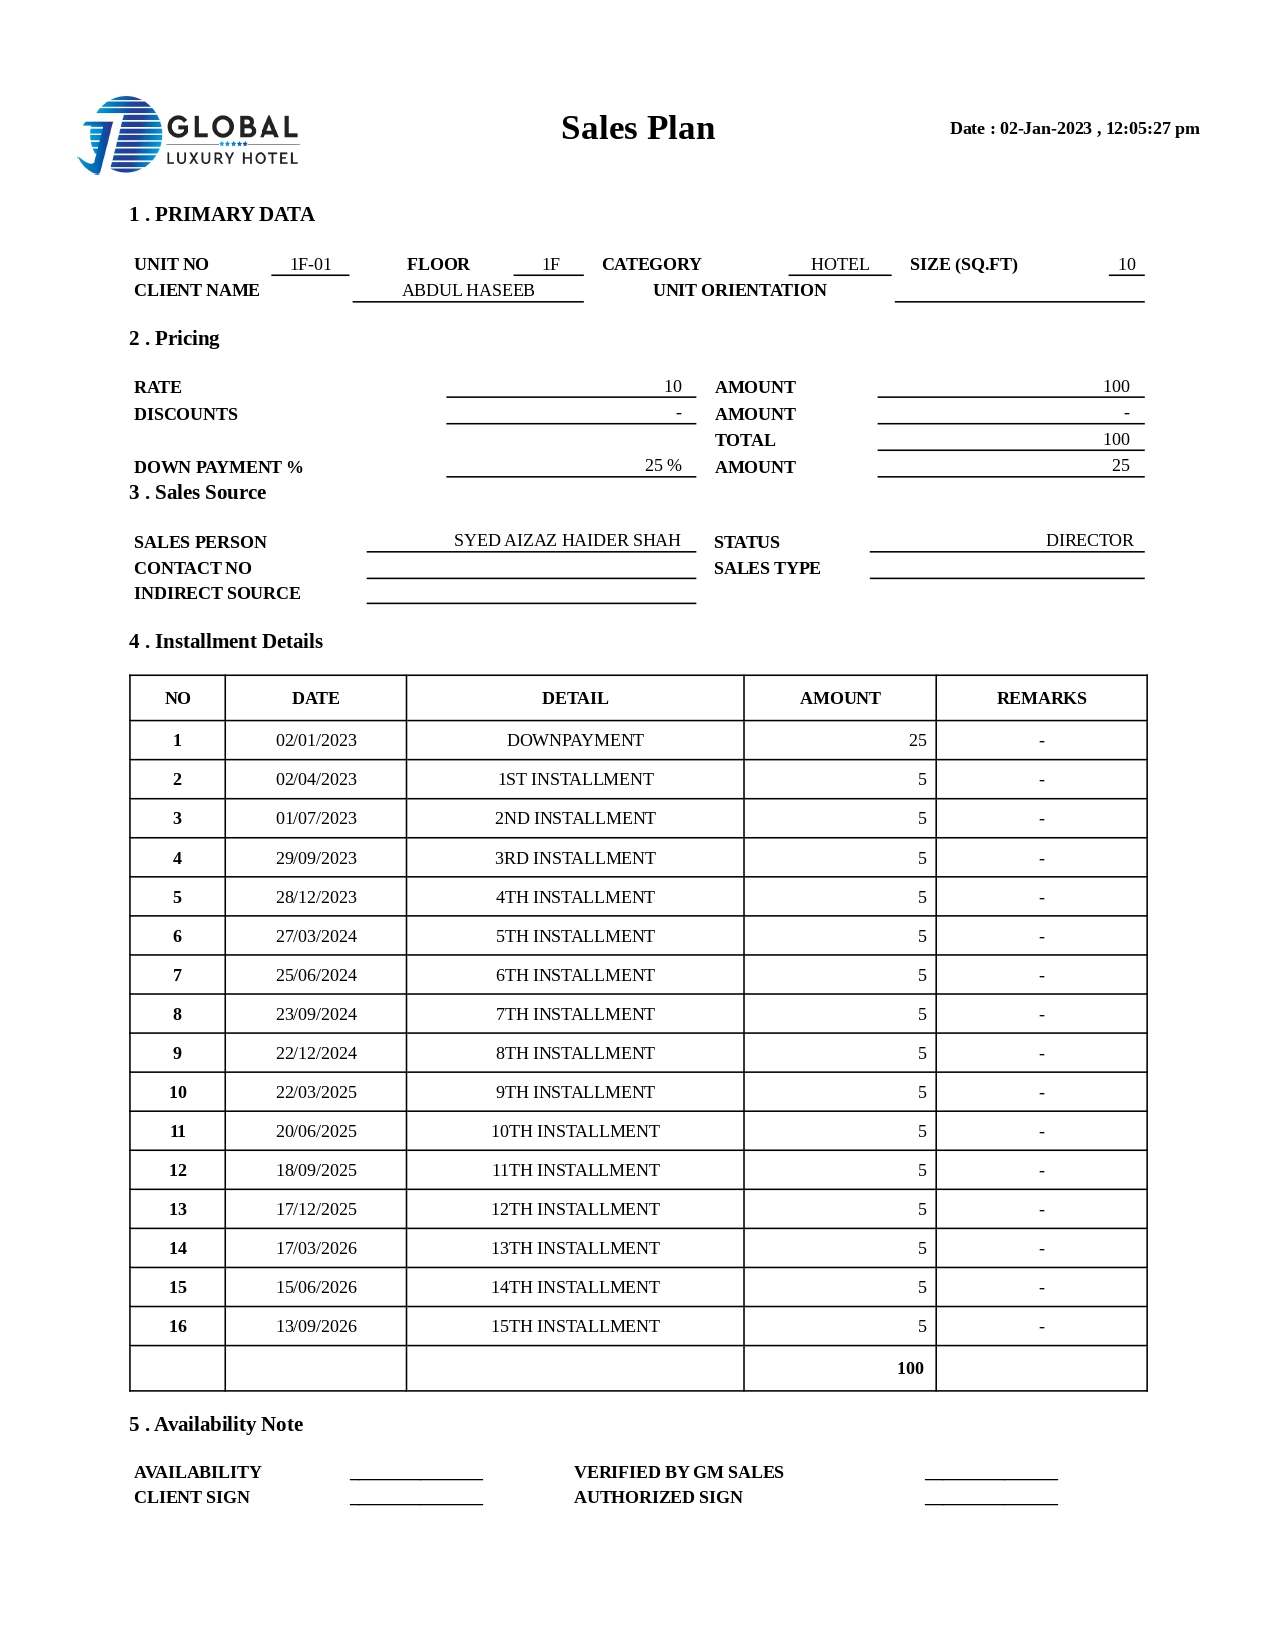 JD GLOBAL
LUXURY HOTEL
Sales Plan
Date : 02-Jan-2023 , 12:05:27 pm
1 . PRIMARY DATA
UNIT NO 1F-01 FLOOR 1F CATEGORY HOTEL SIZE (SQ.FT) 10
CLIENT NAME ABDUL HASEEB UNIT ORIENTATION
2 . Pricing
RATE 10 AMOUNT 100
DISCOUNTS - AMOUNT -
TOTAL 100
DOWN PAYMENT % 25 % AMOUNT 25
3 . Sales Source
SALES PERSON SYED AIZAZ HAIDER SHAH STATUS DIRECTOR
CONTACT NO SALES TYPE
INDIRECT SOURCE
4 . Installment Details
NO DATE DETAIL AMOUNT REMARKS
1 02/01/2023 DOWNPAYMENT 25 -
2 02/04/2023 1ST INSTALLMENT 5 -
3 01/07/2023 2ND INSTALLMENT 5 -
4 29/09/2023 3RD INSTALLMENT 5 -
5 28/12/2023 4TH INSTALLMENT 5 -
6 27/03/2024 5TH INSTALLMENT 5 -
7 25/06/2024 6TH INSTALLMENT 5 -
8 23/09/2024 7TH INSTALLMENT 5 -
9 22/12/2024 8TH INSTALLMENT 5 -
10 22/03/2025 9TH INSTALLMENT 5 -
11 20/06/2025 10TH INSTALLMENT 5 -
12 18/09/2025 11TH INSTALLMENT 5 -
13 17/12/2025 12TH INSTALLMENT 5 -
14 17/03/2026 13TH INSTALLMENT 5 -
15 15/06/2026 14TH INSTALLMENT 5 -
16 13/09/2026 15TH INSTALLMENT 5 -
100
5 . Availability Note
AVAILABILITY _______________ VERIFIED BY GM SALES _______________
CLIENT SIGN _______________ AUTHORIZED SIGN _______________